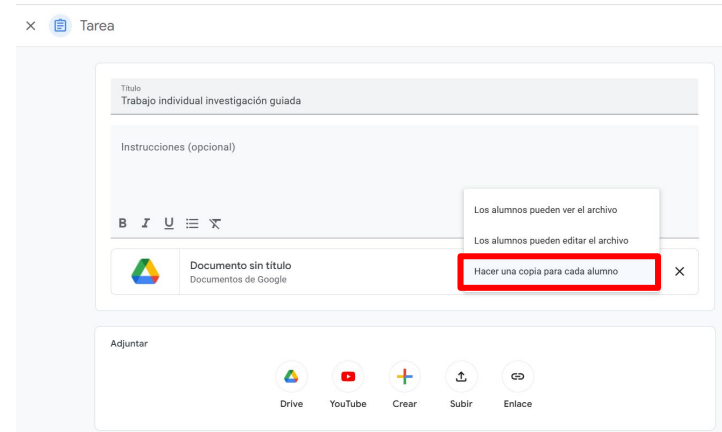 Tarea
Título
Trabajo individual investigación guiada
Instrucciones (opcional)
Los alumnos pueden ver el archivo
B I U
Los alumnos pueden editar el archivo
Documento sin título
Documentos de Google
Hacer una copia para cada alumno
Adjuntar
Drive YouTube Crear Subir Enlace